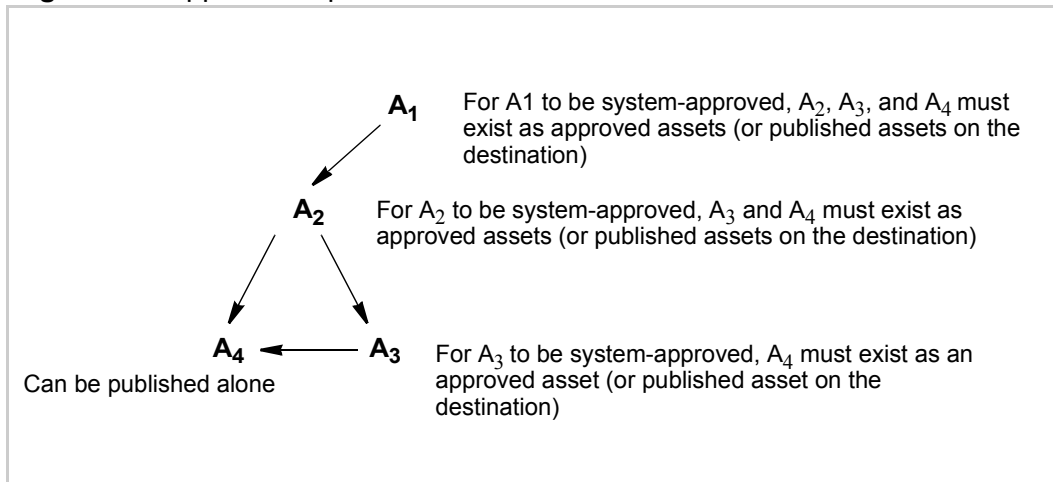 A1
For A1 to be system-approved, A2, A3, and A4 must
exist as approved assets (or published assets on the
destination)
A2
For A2 to be system-approved, A3 and A4 must exist as
approved assets (or published assets on the destination)
A4
A3
Can be published alone
For A3 to be system-approved, A4 must exist as an
approved asset (or published asset on the
destination)